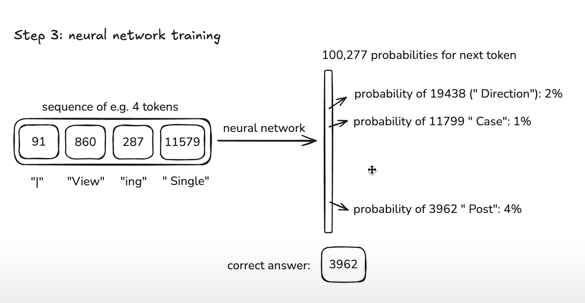 Step 3: neural network training
100,277 probabilities for next token
sequence of e.g. 4 tokens
91 860 287 11579
"|" "View" "ing" " Single"
neural network
probability of 19438 (" Direction"): 2%
probability of 11799 " Case": 1%
probability of 3962 " Post": 4%
correct answer: 3962